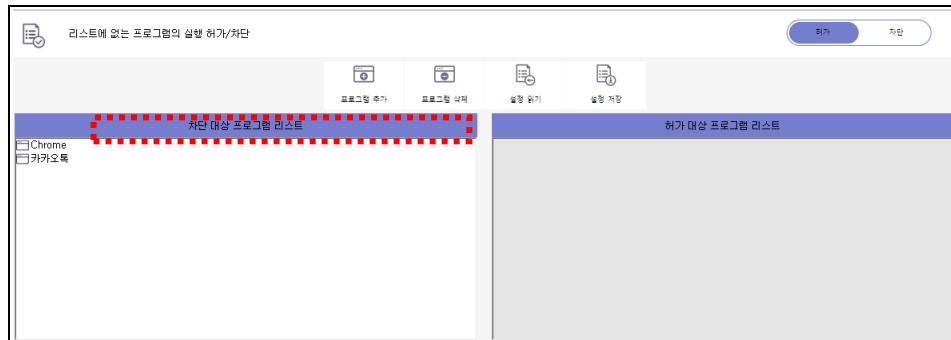 리스트에 없는 프로그램의 실행 허가/차단
허가 차단
프로그램 추가 프로그램 삭제 설정 읽기 설정 저장
차단 대상 프로그램 리스트 허가 대상 프로그램 리스트
Chrome
카카오톡